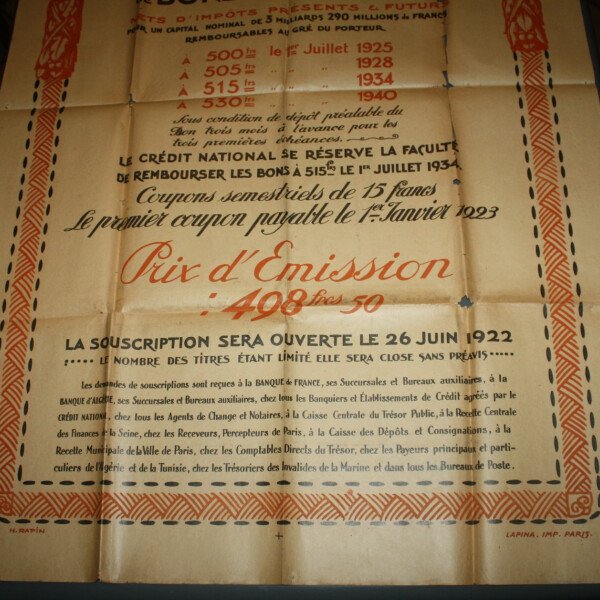 NETS D'IMPÔTS PRÉSENTS & FUTURS
POUR UN CAPITAL NOMINAL DE 3 MILLIARDS 290 MILLIONS DE FRANCS
REMBOURSABLES AU GRÉ DU PORTEUR
À 500 frs le 1er Juillet 1925
À 505 frs " " 1928
À 515 frs " " 1934
À 530 frs " " 1940
Sous condition de dépôt préalable du
Bon trois mois à l'avance pour les
trois premières échéances.
LE CRÉDIT NATIONAL SE RÉSERVE LA FACULTÉ
DE REMBOURSER LES BONS À 515 frs LE 1ER JUILLET 1934
Coupons semestriels de 15 francs
Le premier coupon payable le 1er Janvier 1923
Prix d'Emission
: 498 frcs 50
LA SOUSCRIPTION SERA OUVERTE LE 26 JUIN 1922
..... LE NOMBRE DES TITRES ÉTANT LIMITÉ ELLE SERA CLOSE SANS PRÉAVIS .....
Les demandes de souscriptions sont reçues à la BANQUE de FRANCE, ses Succursales et Bureaux auxiliaires, à la
BANQUE D'ALGÉRIE, ses Succursales et Bureaux auxiliaires, chez tous les Banquiers et Établissements de Crédit agréés par le
CRÉDIT NATIONAL, chez tous les Agents de Change et Notaires, à la Caisse Centrale du Trésor Public, à la Recette Centrale
des Finances de la Seine, chez les Receveurs, Percepteurs de Paris, à la Caisse des Dépôts et Consignations, à la
Recette Municipale de la Ville de Paris, chez les Comptables Directs du Trésor, chez les Payeurs principaux et parti-
culiers de l'Algérie et de la Tunisie, chez les Trésoriers des Invalides de la Marine et dans tous les Bureaux de Poste.
H. RAPIN
LAPINA. IMP. PARIS.